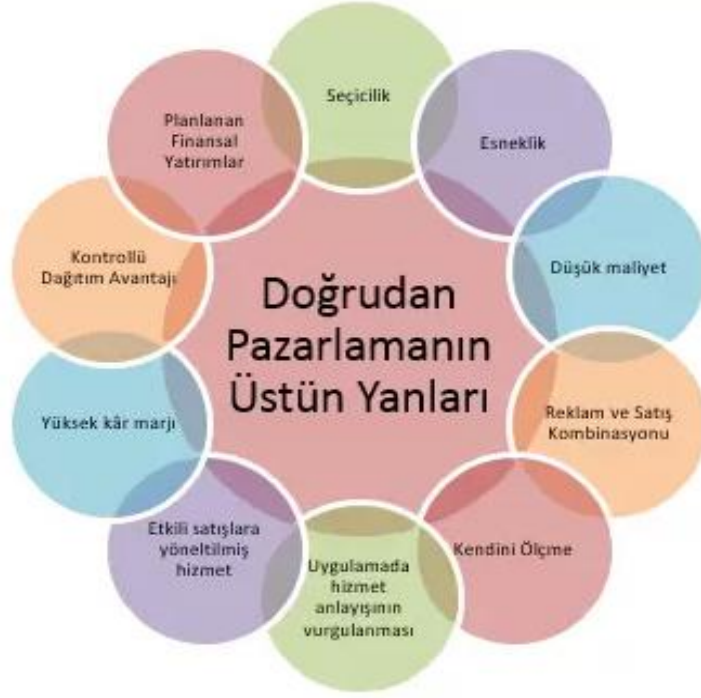 Doğrudan
Pazarlamanın
Üstün Yanları
Seçicilik
Esneklik
Düşük maliyet
Reklam ve Satış
Kombinasyonu
Kendini Ölçme
Uygulamada
hizmet
anlayışının
vurgulanması
Etkili satışlara
yöneltilmiş
hizmet
Yüksek kâr marjı
Kontrollü
Dağıtım Avantajı
Planlanan
Finansal
Yatırımlar